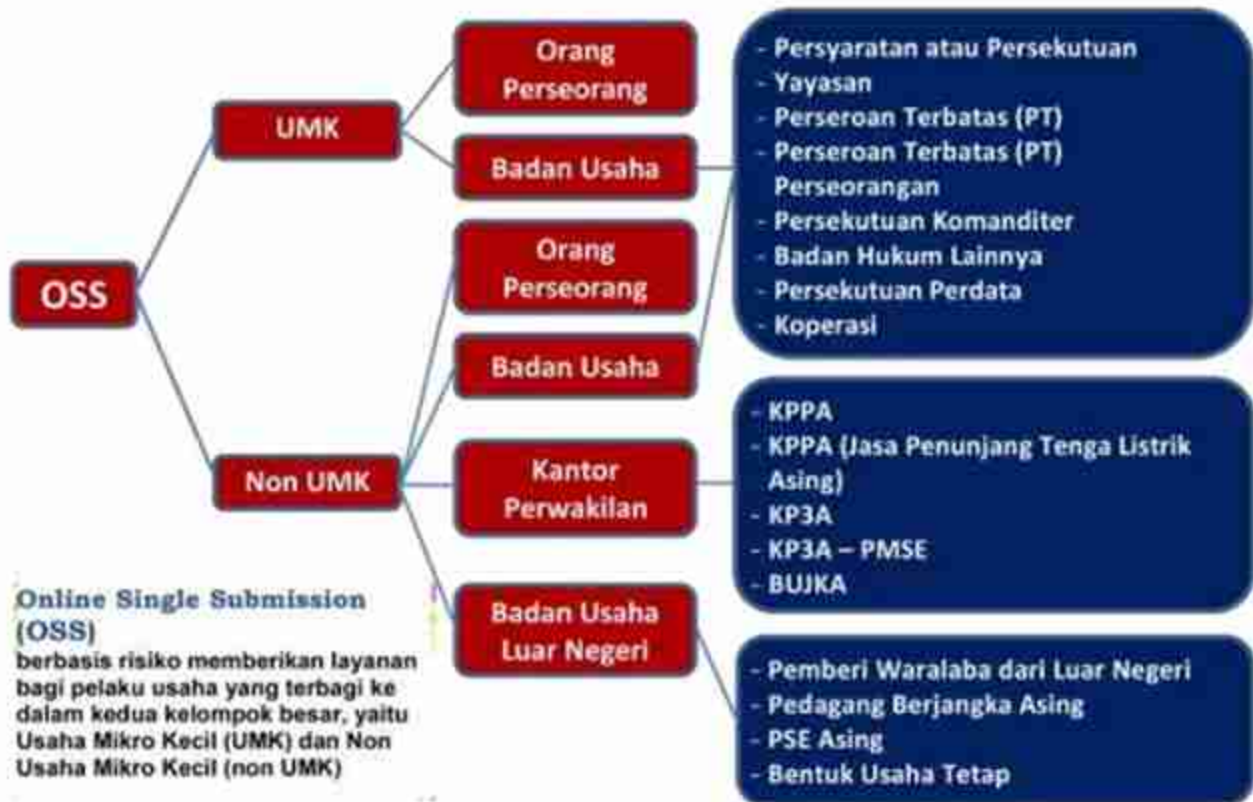 OSS
UMK
Non UMK
Orang
Perseorang
Badan Usaha
Orang
Perseorang
Badan Usaha
Kantor
Perwakilan
Badan Usaha
Luar Negeri
- Persyaratan atau Persekutuan
- Yayasan
- Perseroan Terbatas (PT)
- Perseroan Terbatas (PT)
Perseorangan
- Persekutuan Komanditer
- Badan Hukum Lainnya
- Persekutuan Perdata
- Koperasi
- KPPA
- KPPA (Jasa Penunjang Tenga Listrik
Asing)
- KP3A
- KP3A – PMSE
- BUJKA
- Pemberi Waralaba dari Luar Negeri
- Pedagang Berjangka Asing
- PSE Asing
- Bentuk Usaha Tetap
Online Single Submission
(OSS)
berbasis risiko memberikan layanan
bagi pelaku usaha yang terbagi ke
dalam kedua kelompok besar, yaitu
Usaha Mikro Kecil (UMK) dan Non
Usaha Mikro Kecil (non UMK)